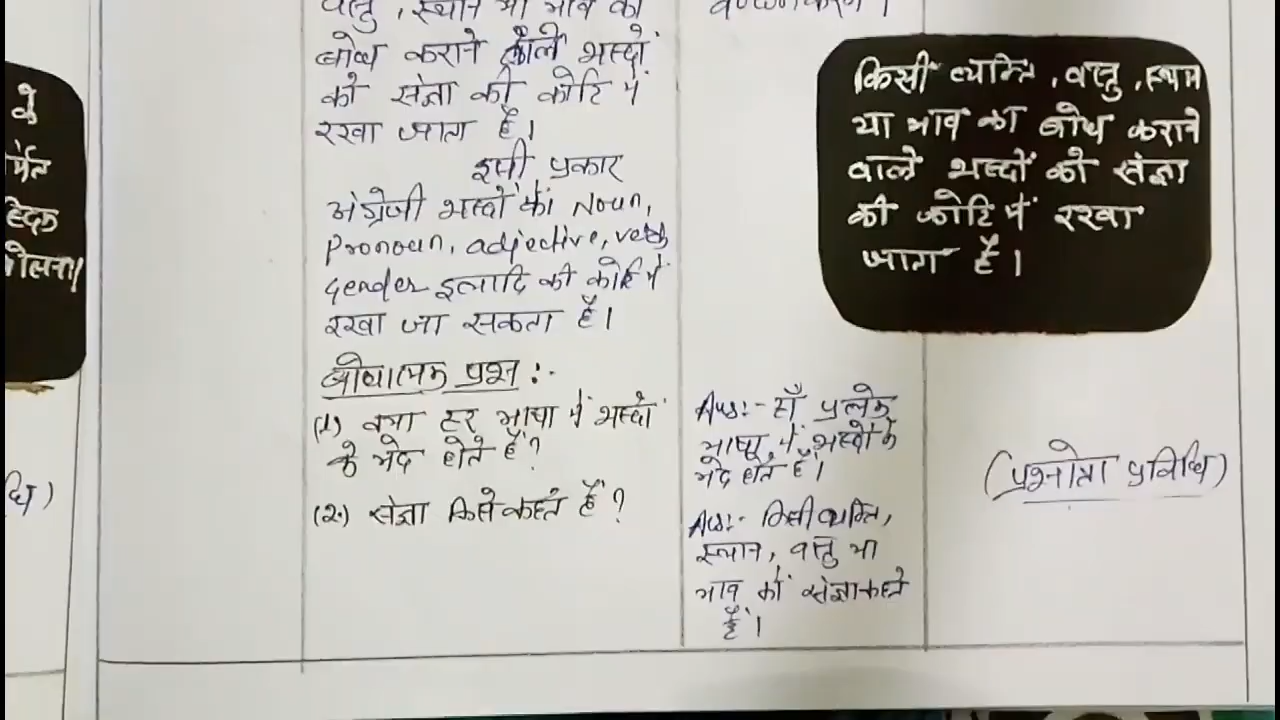 वस्तु, स्थान या भाव का
बोध कराने वाले शब्दों
को संज्ञा की कोटि में
रखा जाता है।
इसी प्रकार
अंग्रेजी शब्दों को Noun,
Pronoun, adjective, verb,
Gender इत्यादि की कोटि में
रखा जा सकता है।
बोधात्मक प्रश्न :-
(1) क्या हर भाषा में शब्दों
के भेद होते हैं?
(2.) संज्ञा किसे कहते हैं?
Ans:- हाँ प्रत्येक
भाषा में शब्दों के
भेद होते हैं।
Ans:- किसी व्यक्ति,
स्थान, वस्तु या
भाव को संज्ञा कहते
हैं।
किसी व्यक्ति, वस्तु, स्थान
या भाव का बोध कराने
वाले शब्दों को संज्ञा
की कोटि में रखा
जाता है।
(प्रश्नोत्तर प्रविधि)
के